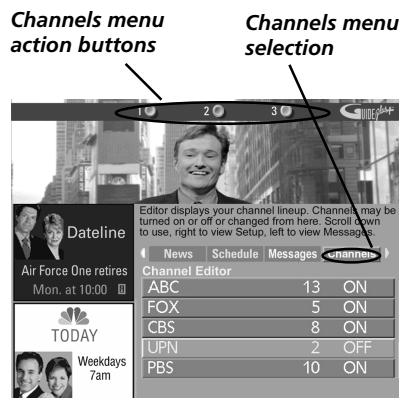 Channels menu
action buttons
Channels menu
selection
1 2 3 GUIDE plus+
Editor displays your channel lineup. Channels may be
turned on or off or changed from here. Scroll down
to use, right to view Setup, left to view Messages.
News Schedule Messages Channels
Channel Editor
ABC 13 ON
FOX 5 ON
CBS 8 ON
UPN 2 OFF
PBS 10 ON
Dateline
Air Force One retires
Mon. at 10:00
TODAY
Weekdays
7am